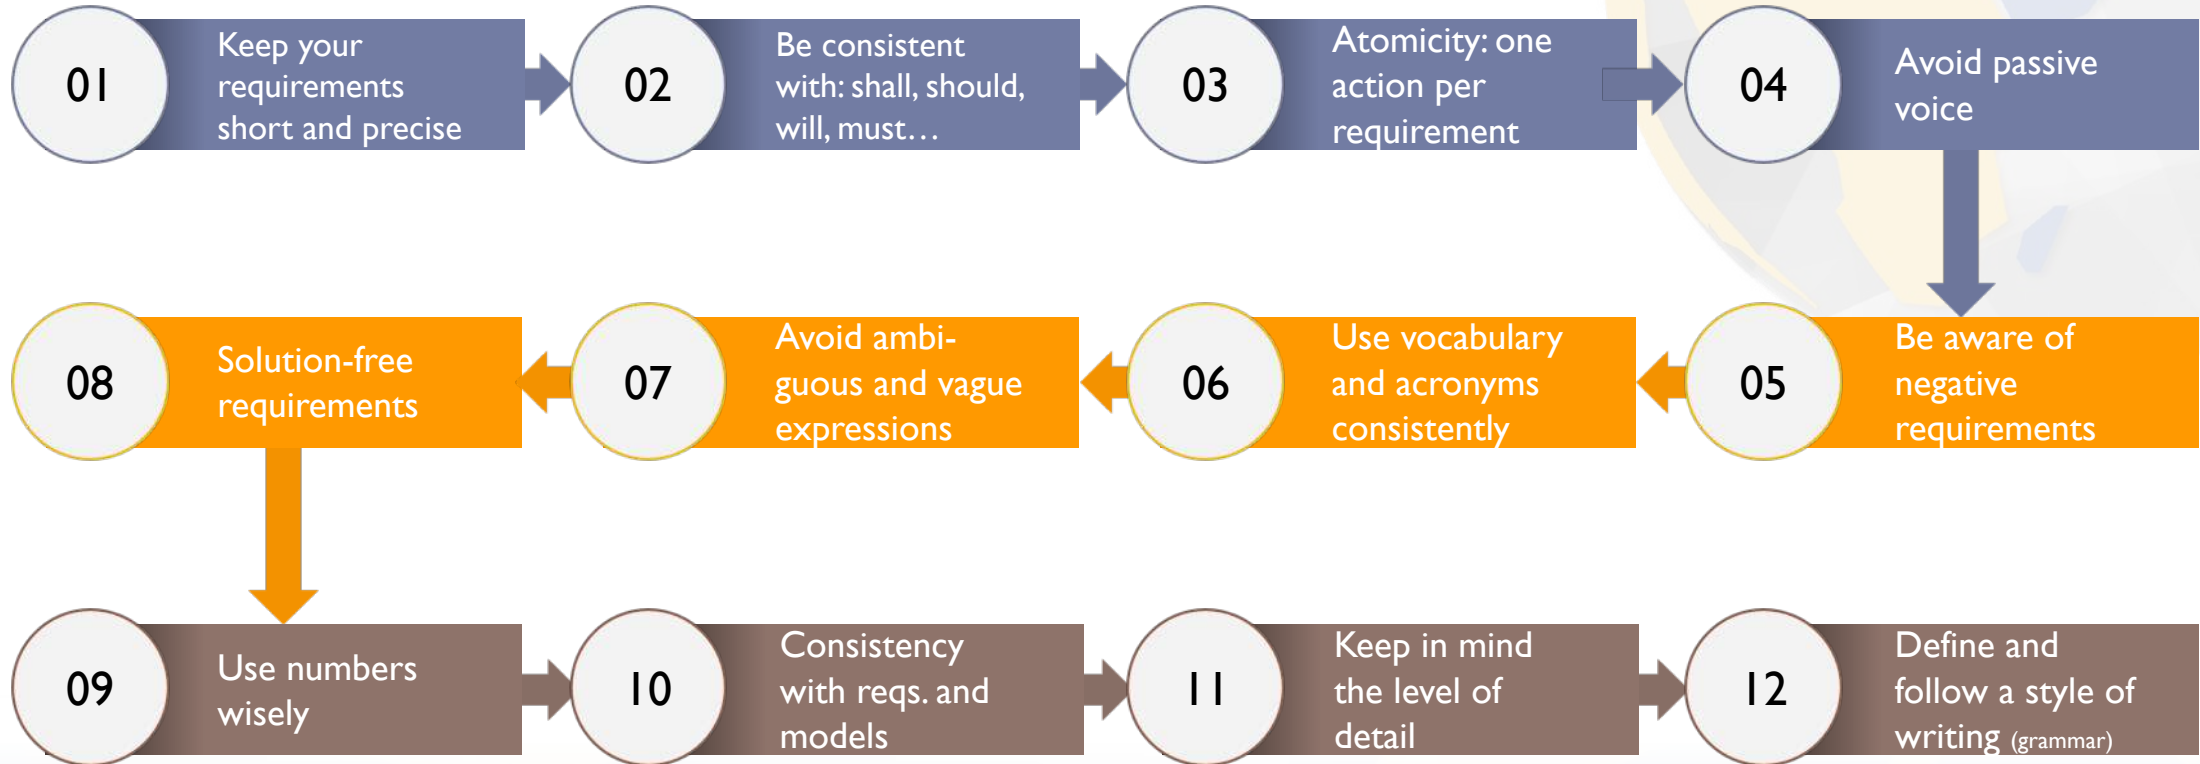 01
Keep your
requirements
short and precise
02
Be consistent
with: shall, should,
will, must…
03
Atomicity: one
action per
requirement
04
Avoid passive
voice
05
Be aware of
negative
requirements
06
Use vocabulary
and acronyms
consistently
07
Avoid ambi-
guous and vague
expressions
08
Solution-free
requirements
09
Use numbers
wisely
10
Consistency
with reqs. and
models
11
Keep in mind
the level of
detail
12
Define and
follow a style of
writing (grammar)